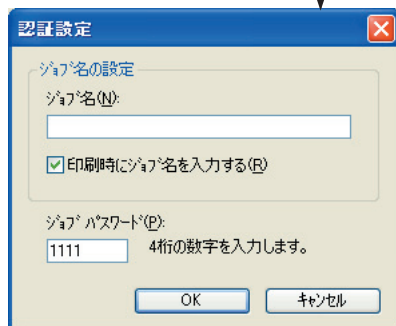 認証設定
ｼﾞｮﾌﾞ名の設定
ｼﾞｮﾌﾞ名(N):
印刷時にｼﾞｮﾌﾞ名を入力する(R)
ｼﾞｮﾌﾞ ﾊﾟｽﾜｰﾄﾞ(P):
1111 4桁の数字を入力します。
OK ｷｬﾝｾﾙ